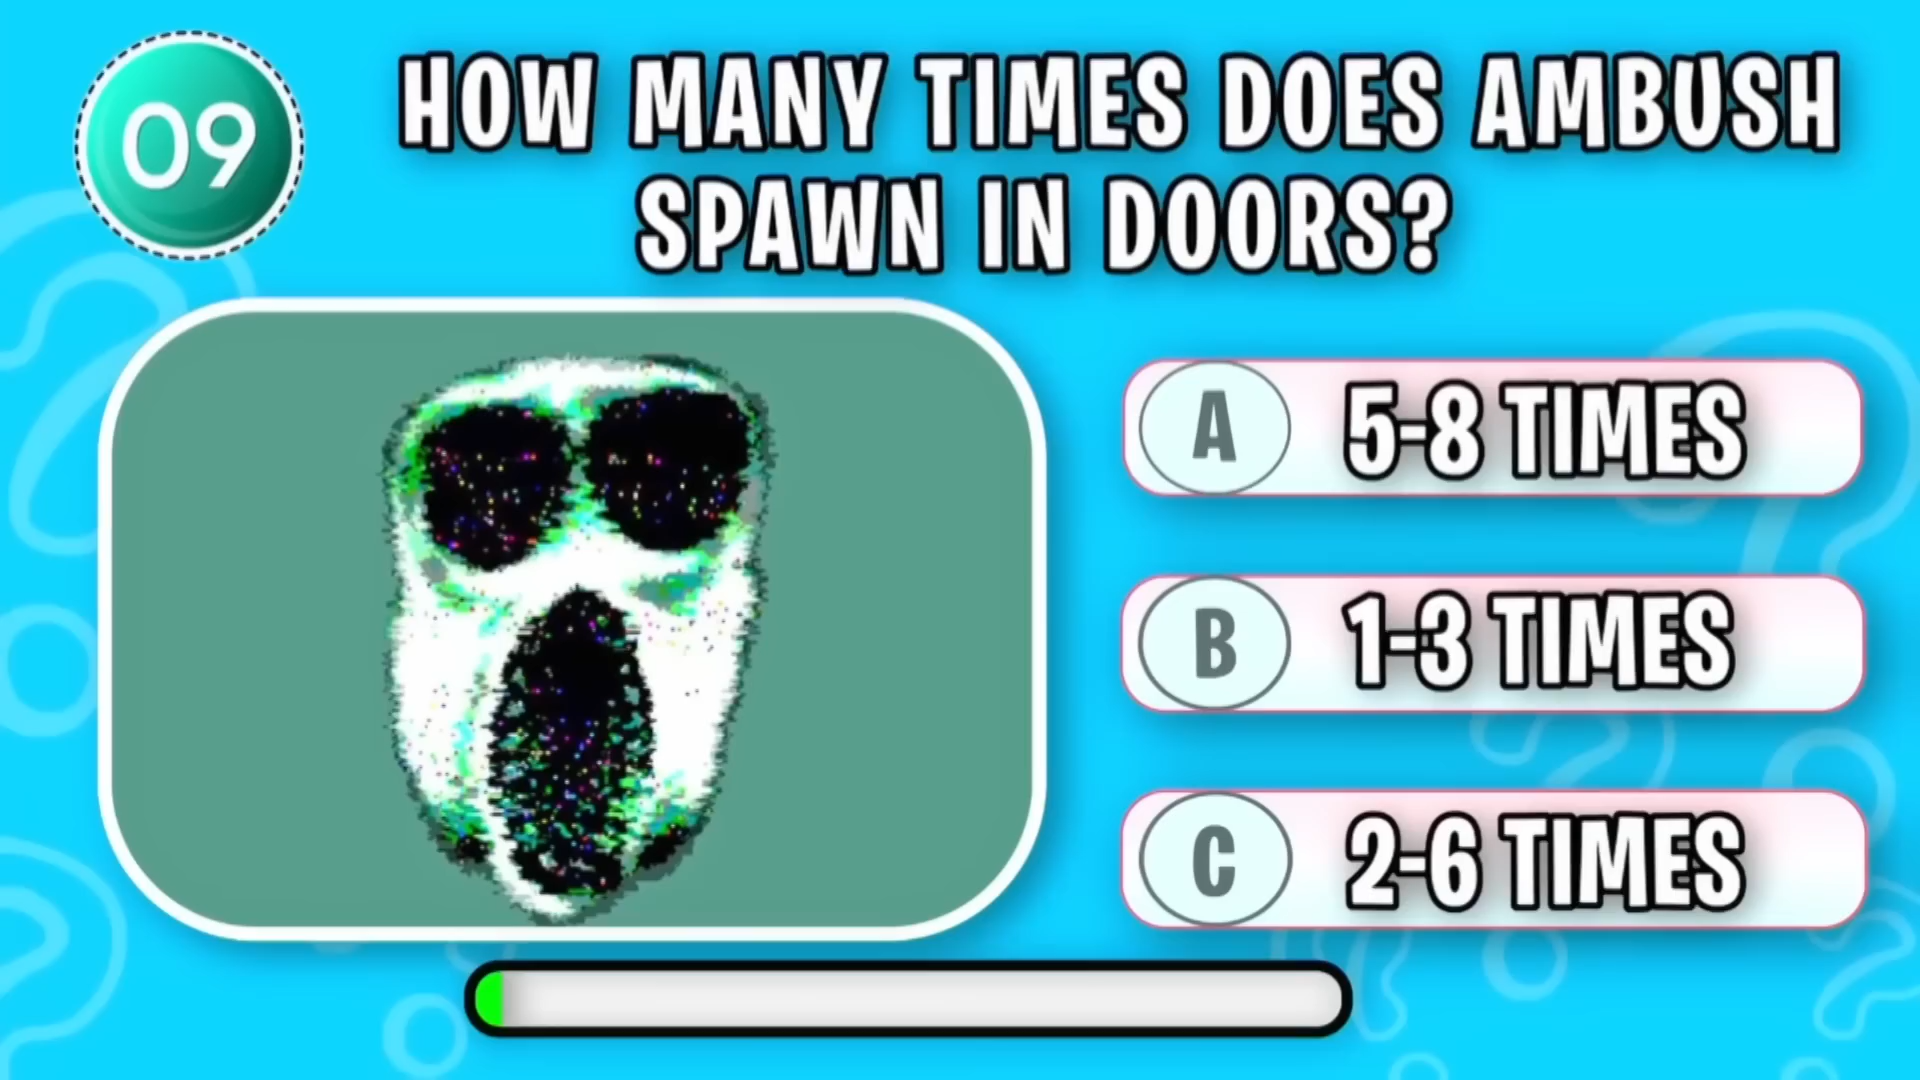 09
HOW MANY TIMES DOES AMBUSH
SPAWN IN DOORS?
A 5-8 TIMES
B 1-3 TIMES
C 2-6 TIMES